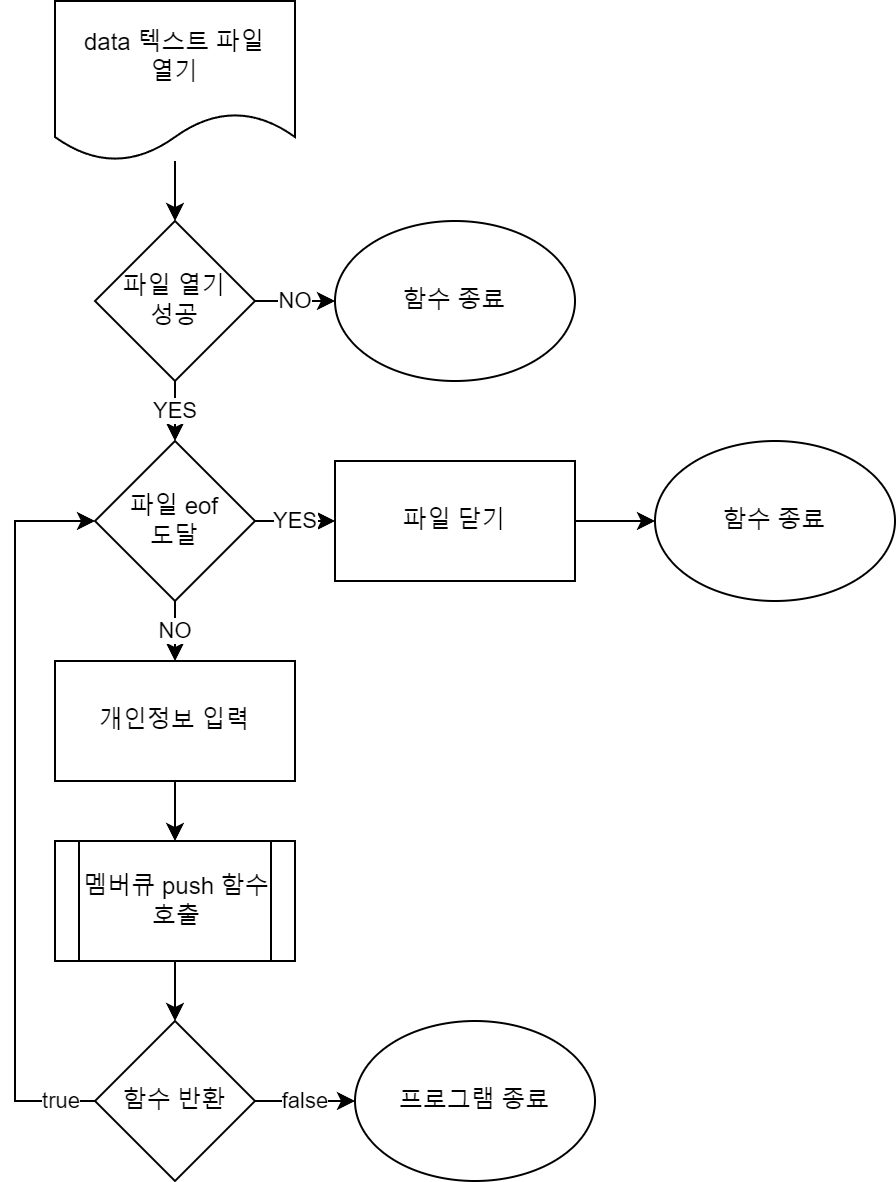 data 텍스트 파일
열기
파일 열기
성공
NO
함수 종료
YES
파일 eof
도달
YES
파일 닫기
함수 종료
NO
개인정보 입력
멤버큐 push 함수
호출
true
함수 반환
false
프로그램 종료